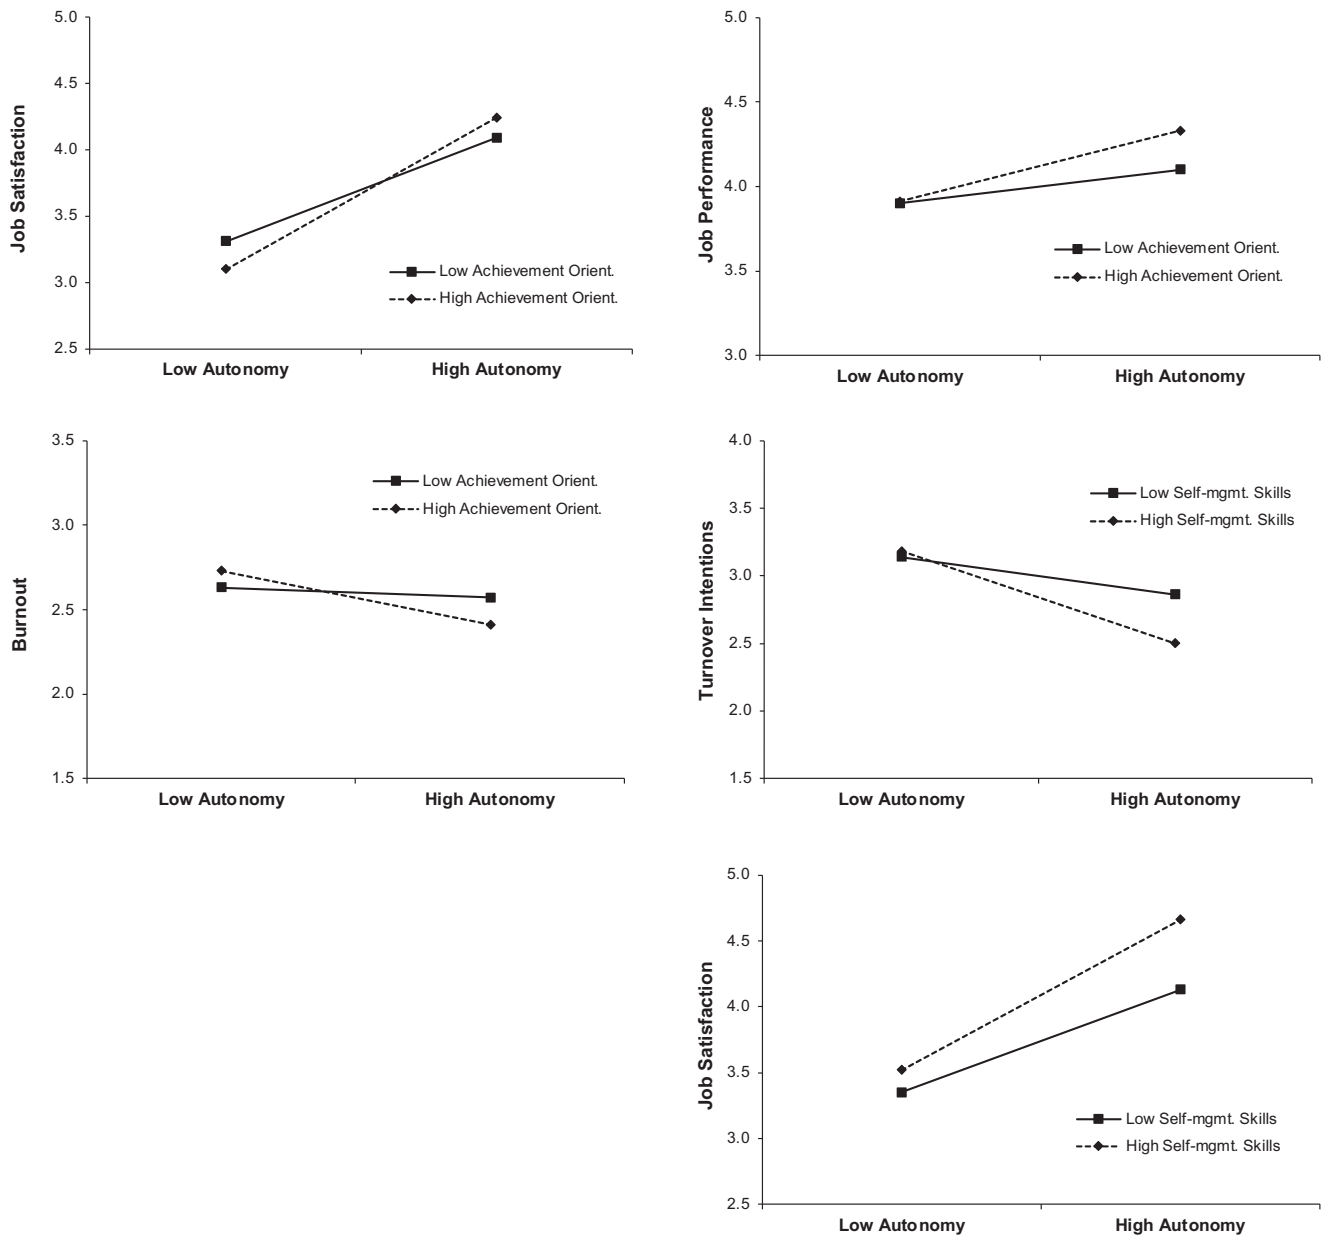 5.0
4.5
4.0
3.5
3.0
2.5
Job Satisfaction
Low Achievement Orient.
High Achievement Orient.
Low Autonomy
High Autonomy
5.0
4.5
4.0
3.5
3.0
Job Performance
Low Achievement Orient.
High Achievement Orient.
Low Autonomy
High Autonomy
3.5
3.0
2.5
2.0
1.5
Burnout
Low Achievement Orient.
High Achievement Orient.
Low Autonomy
High Autonomy
4.0
3.5
3.0
2.5
2.0
1.5
Turnover Intentions
Low Self-mgmt. Skills
High Self-mgmt. Skills
Low Autonomy
High Autonomy
5.0
4.5
4.0
3.5
3.0
2.5
Job Satisfaction
Low Self-mgmt. Skills
High Self-mgmt. Skills
Low Autonomy
High Autonomy